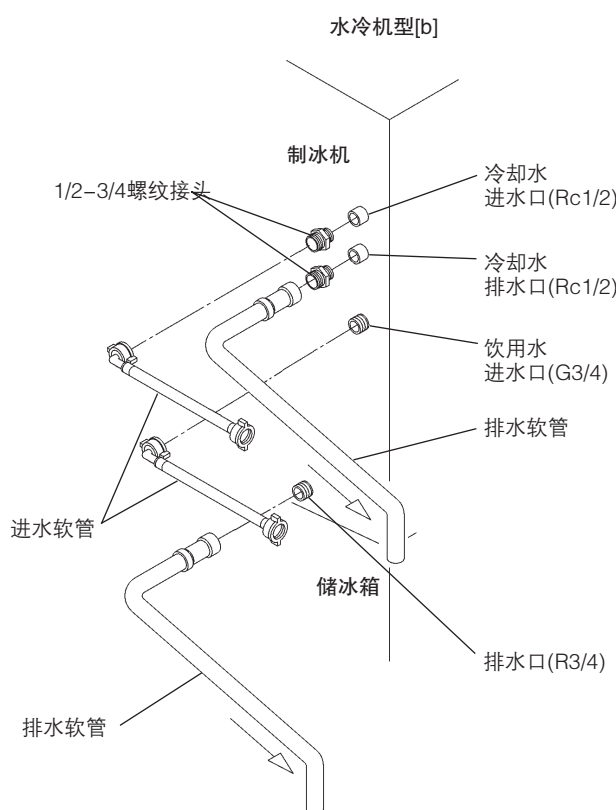 水冷机型[b]
制冰机
1/2-3/4螺纹接头
冷却水
进水口(Rc1/2)
冷却水
排水口(Rc1/2)
饮用水
进水口(G3/4)
排水软管
进水软管
储冰箱
排水口(R3/4)
排水软管